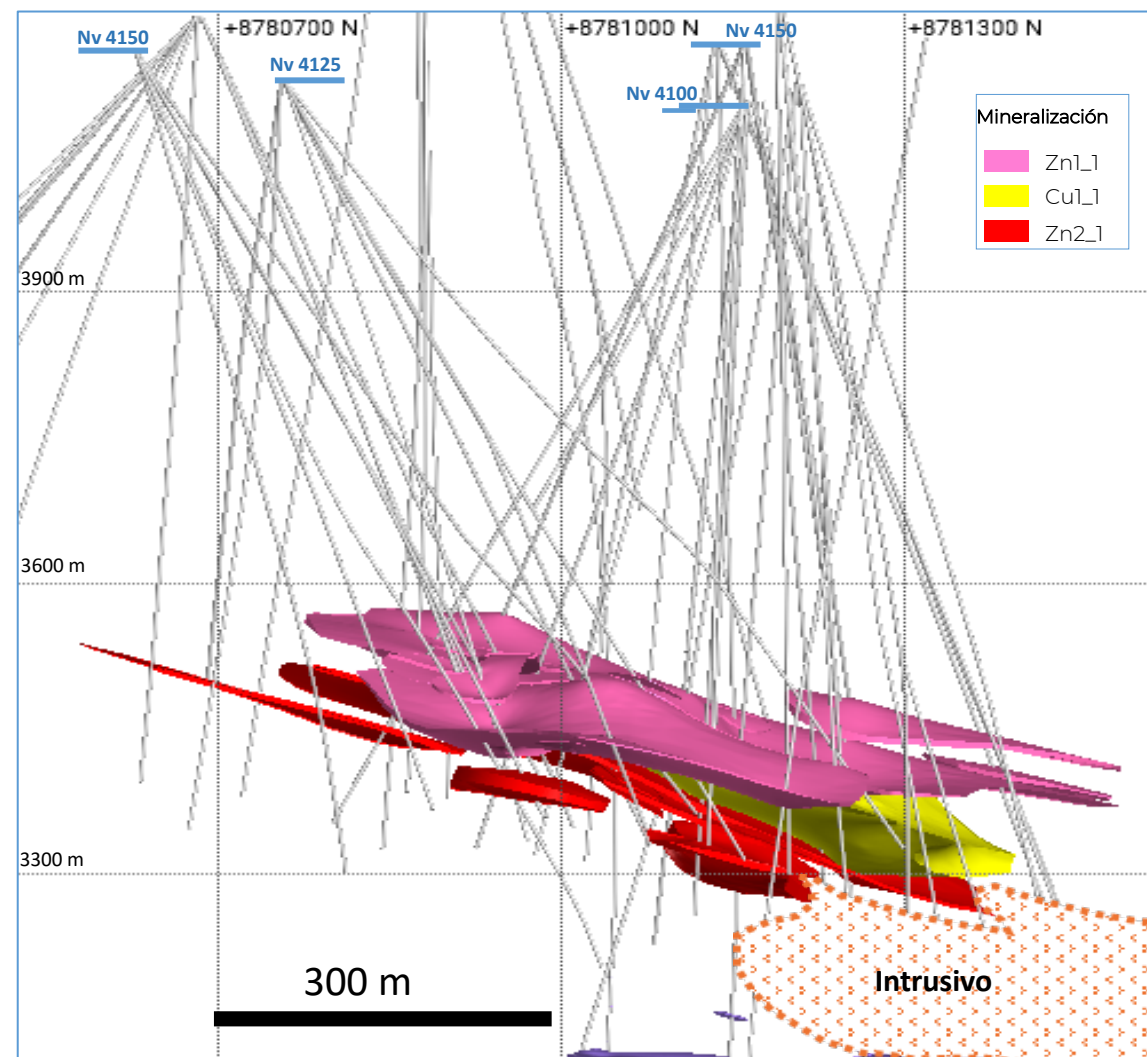 +8780700 N
+8781000 N
+8781300 N
Nv 4150
Nv 4125
Nv 4150
Nv 4100
Mineralización
Zn1_1
Cu1_1
Zn2_1
3900 m
3600 m
3300 m
300 m
Intrusivo